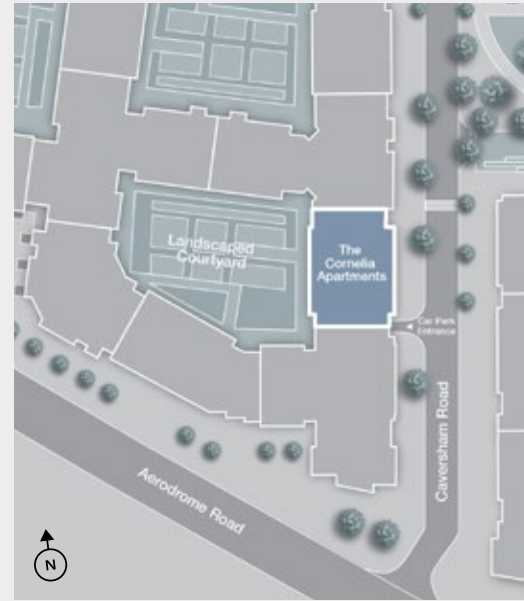 Landscaped
Courtyard
The
Cornelia
Apartments
Car Park
Entrance
Caversham Road
Aerodrome Road
N